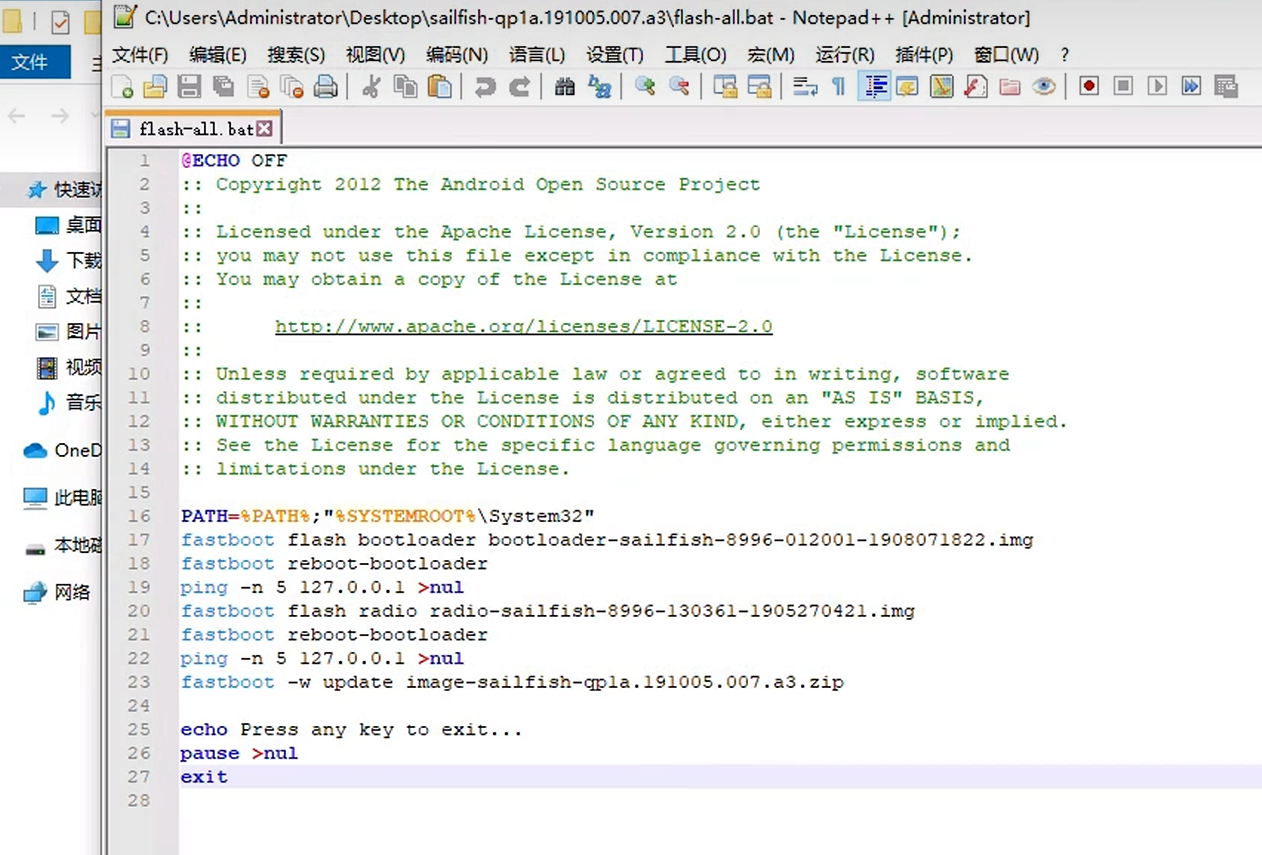 C:\Users\Administrator\Desktop\sailfish-qp1a.191005.007.a3\flash-all.bat - Notepad++ [Administrator]
文件(F) 编辑(E) 搜索(S) 视图(V) 编码(N) 语言(L) 设置(T) 工具(O) 宏(M) 运行(R) 插件(P) 窗口(W) ?
文件
flash-all.bat
快速访
桌面
下载
文档
图片
视频
音乐
OneD
此电脑
本地磁
网络
1 @ECHO OFF
2 :: Copyright 2012 The Android Open Source Project
3 ::
4 :: Licensed under the Apache License, Version 2.0 (the "License");
5 :: you may not use this file except in compliance with the License.
6 :: You may obtain a copy of the License at
7 ::
8 ::      http://www.apache.org/licenses/LICENSE-2.0
9 ::
10 :: Unless required by applicable law or agreed to in writing, software
11 :: distributed under the License is distributed on an "AS IS" BASIS,
12 :: WITHOUT WARRANTIES OR CONDITIONS OF ANY KIND, either express or implied.
13 :: See the License for the specific language governing permissions and
14 :: limitations under the License.
15
16 PATH=%PATH%;"%SYSTEMROOT%\System32"
17 fastboot flash bootloader bootloader-sailfish-8996-012001-1908071822.img
18 fastboot reboot-bootloader
19 ping -n 5 127.0.0.1 >nul
20 fastboot flash radio radio-sailfish-8996-130361-1905270421.img
21 fastboot reboot-bootloader
22 ping -n 5 127.0.0.1 >nul
23 fastboot -w update image-sailfish-qp1a.191005.007.a3.zip
24
25 echo Press any key to exit...
26 pause >nul
27 exit
28